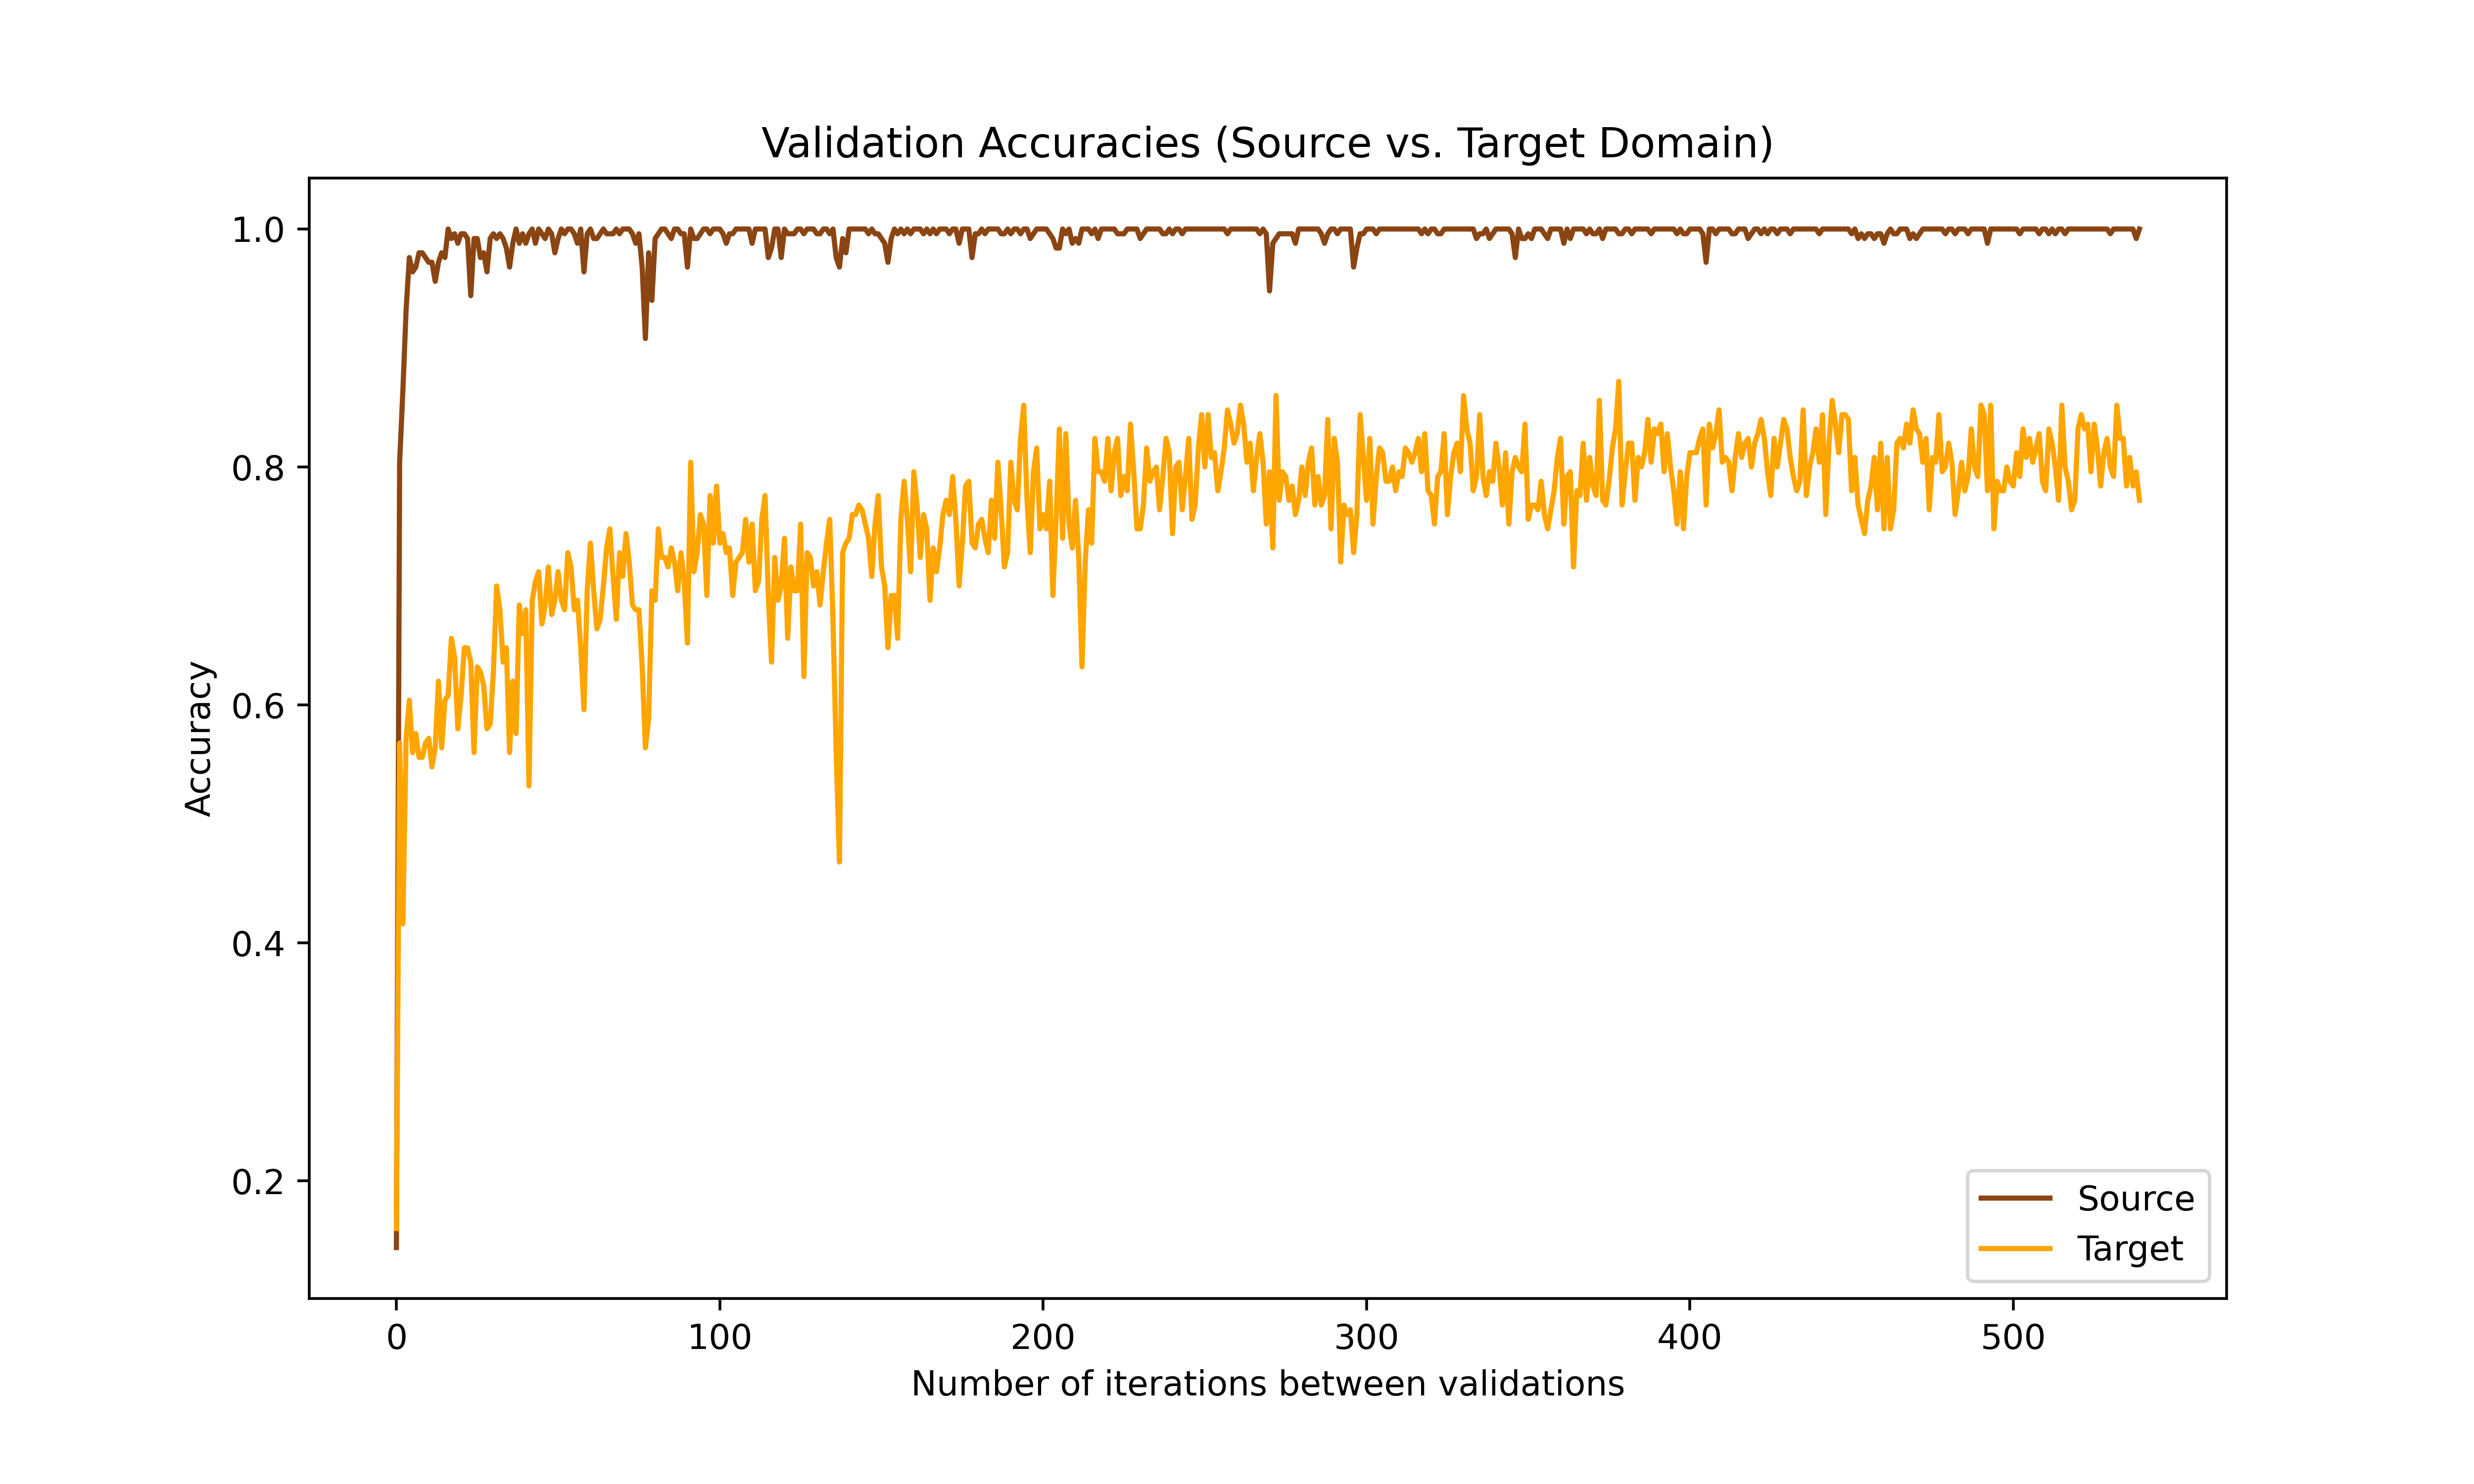 Validation Accuracies (Source vs. Target Domain)
1.0
0.8
0.6
0.4
0.2
Accuracy
0 100 200 300 400 500
Number of iterations between validations
Source
Target